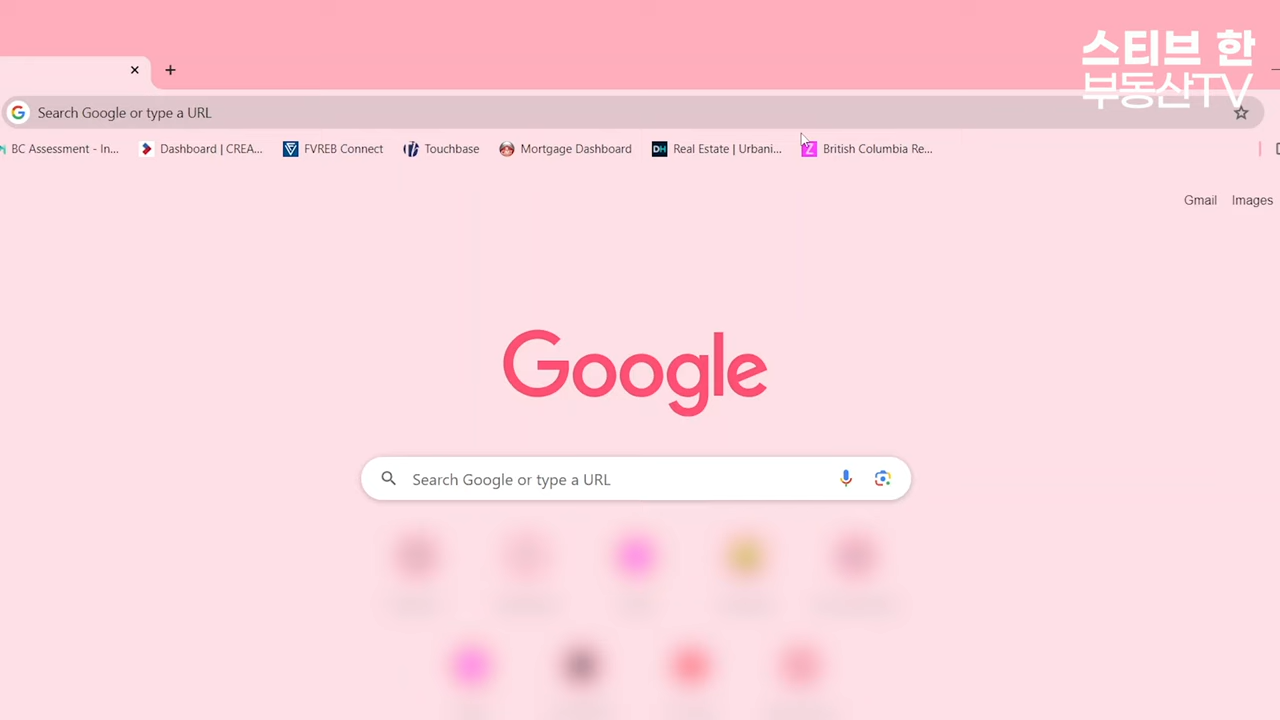 스티브 한
부동산TV
Search Google or type a URL
BC Assessment - In... Dashboard | CREA... FVREB Connect Touchbase Mortgage Dashboard DH Real Estate | Urbani... Z British Columbia Re...
Gmail Images
Google
Search Google or type a URL